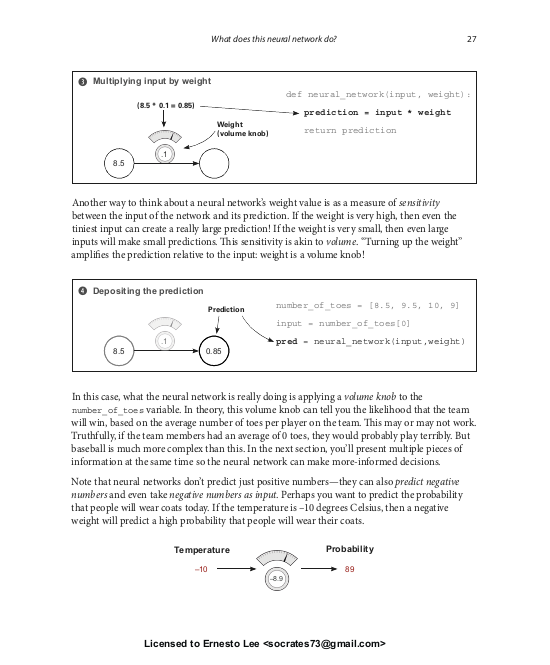 What does this neural network do?
27
❸ Multiplying input by weight
def neural_network(input, weight):
(8.5 * 0.1 = 0.85)
prediction = input * weight
Weight
(volume knob)
return prediction
.1
8.5
Another way to think about a neural network's weight value is as a measure of sensitivity
between the input of the network and its prediction. If the weight is very high, then even the
tiniest input can create a really large prediction! If the weight is very small, then even large
inputs will make small predictions. This sensitivity is akin to volume. “Turning up the weight”
amplifies the prediction relative to the input: weight is a volume knob!
❹ Depositing the prediction
number_of_toes = [8.5, 9.5, 10, 9]
Prediction
input = number_of_toes[0]
pred = neural_network(input,weight)
.1
8.5
0.85
In this case, what the neural network is really doing is applying a volume knob to the
number_of_toes variable. In theory, this volume knob can tell you the likelihood that the team
will win, based on the average number of toes per player on the team. This may or may not work.
Truthfully, if the team members had an average of 0 toes, they would probably play terribly. But
baseball is much more complex than this. In the next section, you'll present multiple pieces of
information at the same time so the neural network can make more-informed decisions.
Note that neural networks don't predict just positive numbers—they can also predict negative
numbers and even take negative numbers as input. Perhaps you want to predict the probability
that people will wear coats today. If the temperature is –10 degrees Celsius, then a negative
weight will predict a high probability that people will wear their coats.
Temperature
Probability
–10
89
–8.9
Licensed to Ernesto Lee <socrates73@gmail.com>